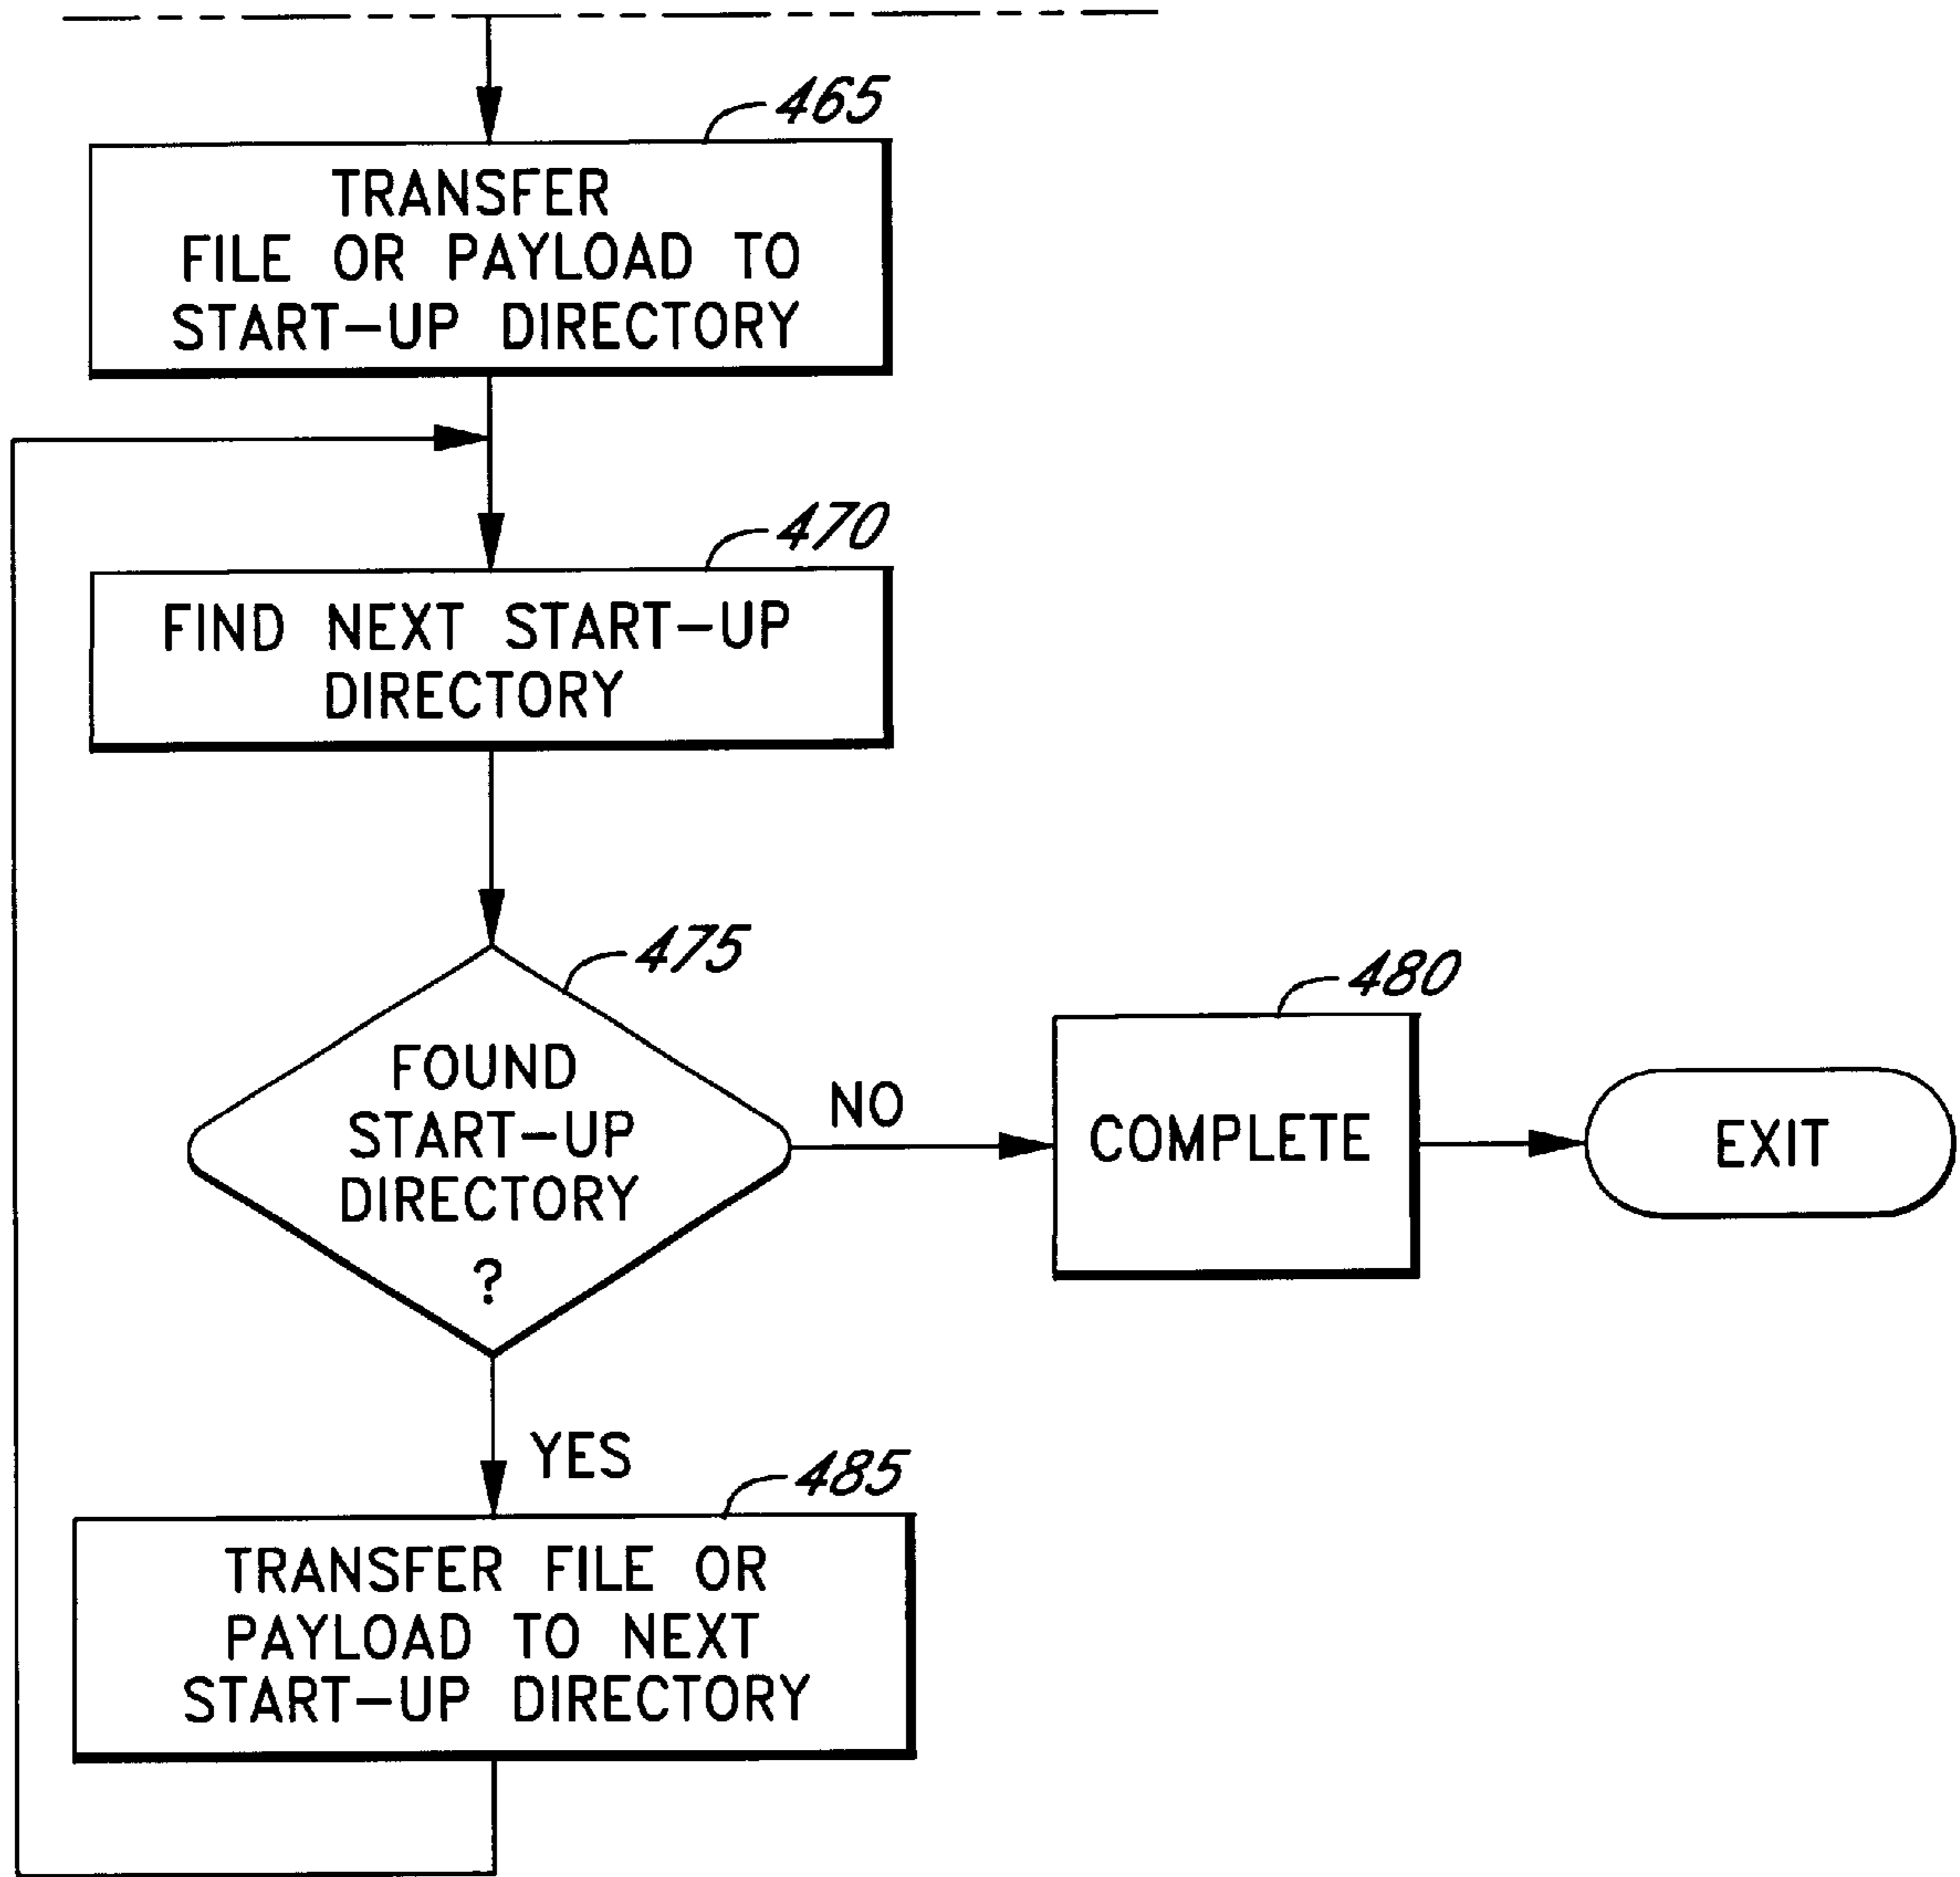 465
TRANSFER
FILE OR PAYLOAD TO
START-UP DIRECTORY
470
FIND NEXT START-UP
DIRECTORY
475
FOUND
START-UP
DIRECTORY
?
NO
480
COMPLETE
EXIT
YES
485
TRANSFER FILE OR
PAYLOAD TO NEXT
START-UP DIRECTORY